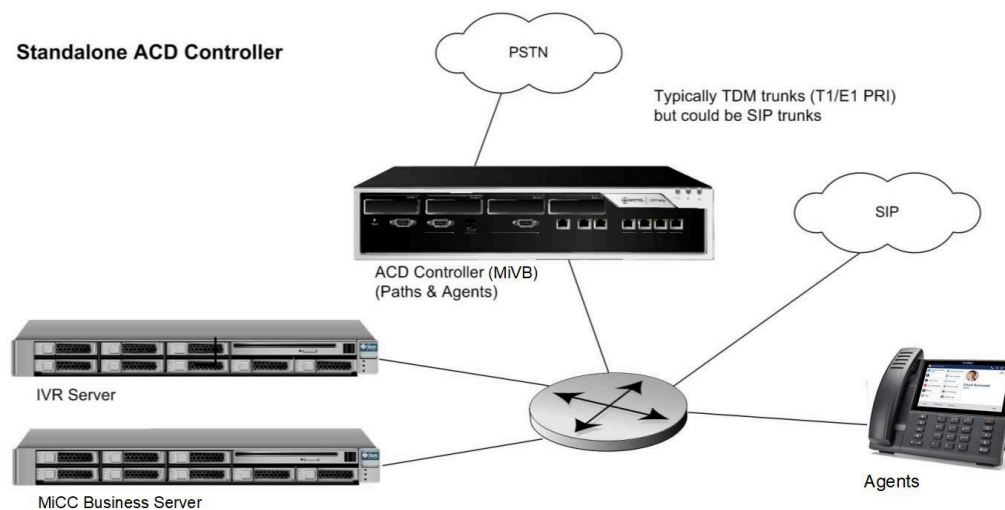 Standalone ACD Controller
PSTN
Typically TDM trunks (T1/E1 PRI)
but could be SIP trunks
MITEL
SIP
ACD Controller (MiVB)
(Paths & Agents)
IVR Server
MiCC Business Server
Agents